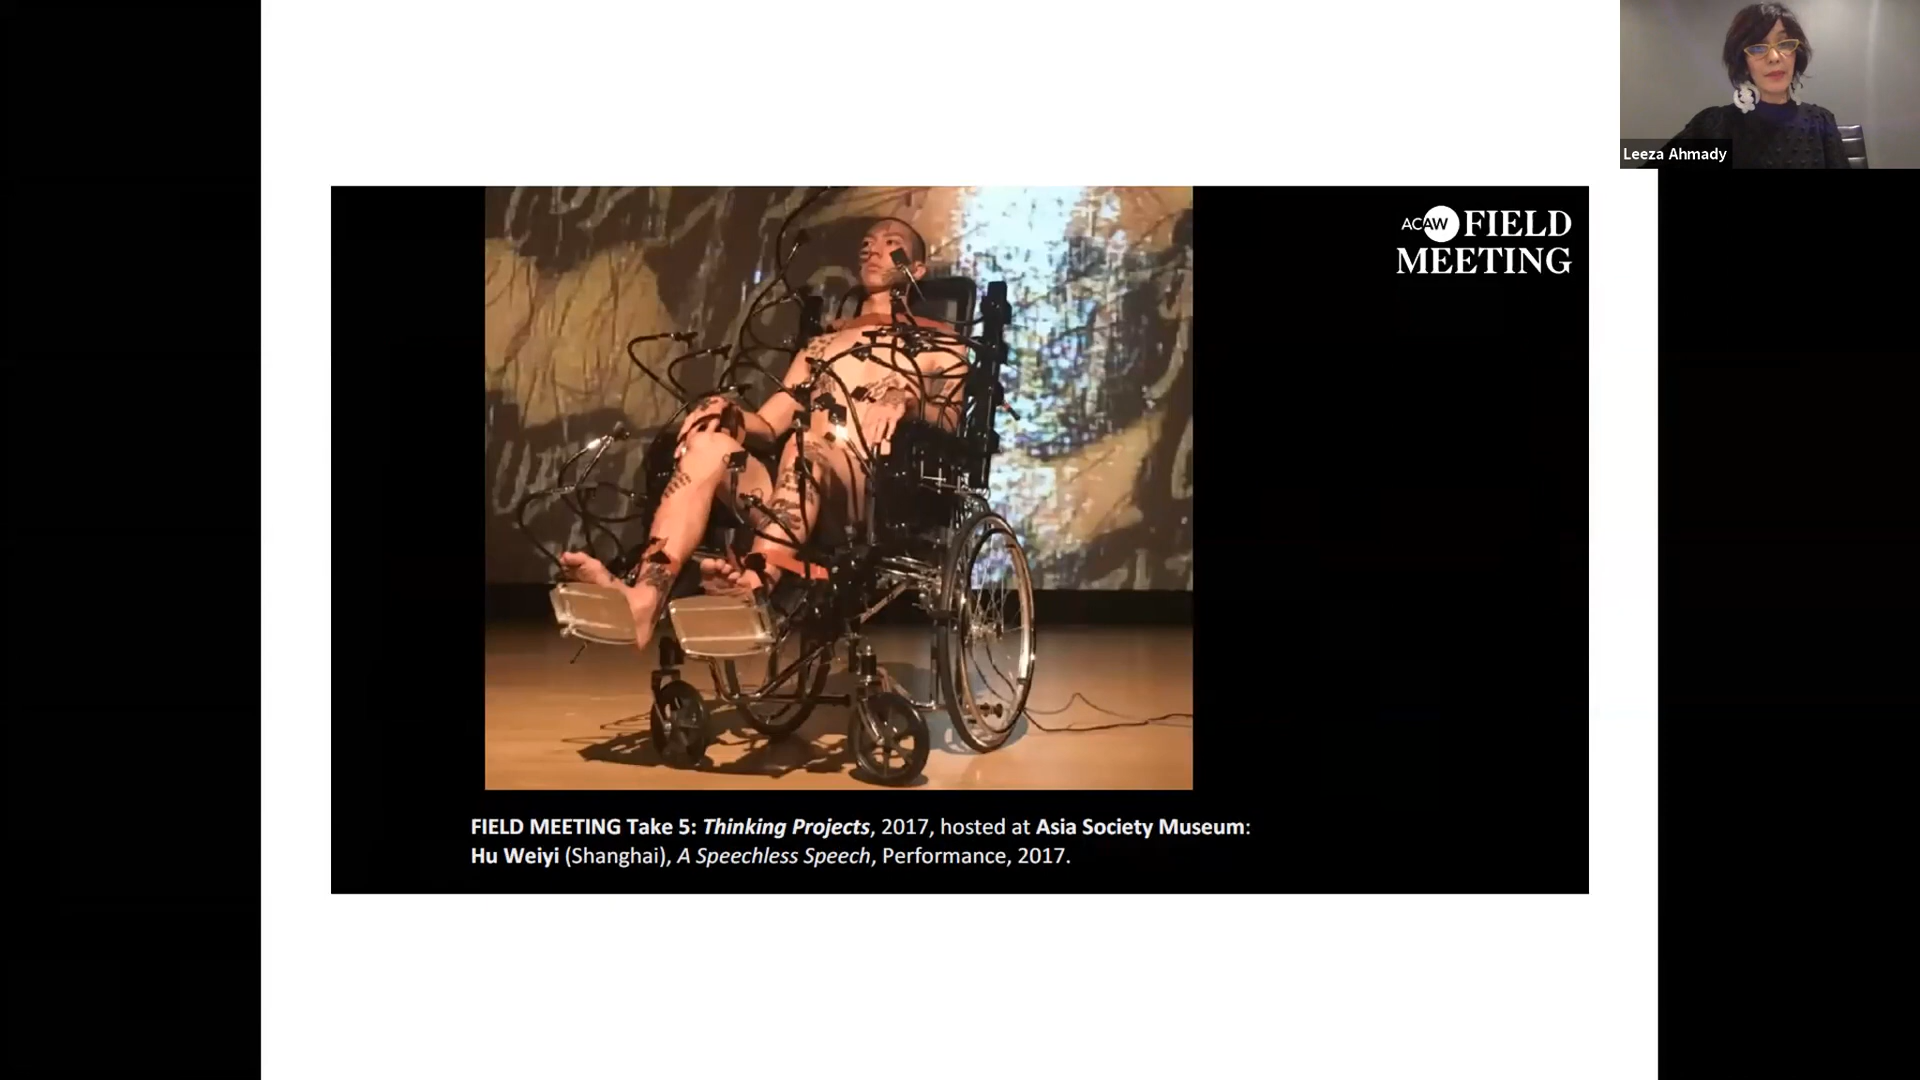 Leeza Ahmady
ACAW FIELD
MEETING
FIELD MEETING Take 5: Thinking Projects, 2017, hosted at Asia Society Museum:
Hu Weiyi (Shanghai), A Speechless Speech, Performance, 2017.